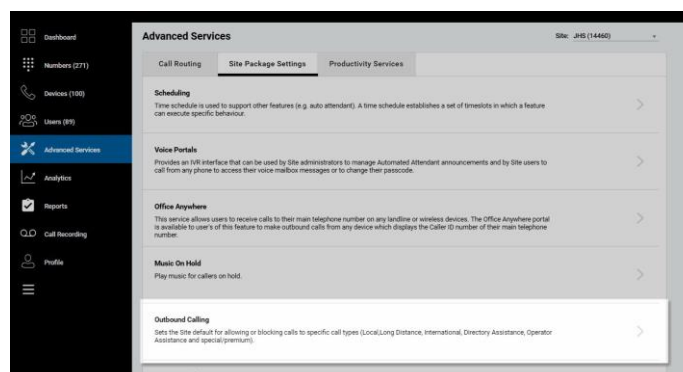 Advanced Services
Site: JHS (14460)
Dashboard
Numbers (271)
Devices (100)
Users (89)
Advanced Services
Analytics
Reports
Call Recording
Profile
Call Routing
Site Package Settings
Productivity Services
Scheduling
Time schedule is used to support other features (e.g. auto attendant). A time schedule establishes a set of timeslots in which a feature
can execute specific behaviour.
Voice Portals
Provides an IVR interface that can be used by Site administrators to manage Automated Attendant announcements and by Site users to
call from any phone to access their voice mailbox messages or to change their passcode.
Office Anywhere
This service allows users to receive calls to their main telephone number on any landline or wireless devices. The Office Anywhere portal
is available to user's of this feature to make outbound calls from any device which displays the Caller ID number of their main telephone
number.
Music On Hold
Play music for callers on hold.
Outbound Calling
Sets the Site default for allowing or blocking calls to specific call types (Local,Long Distance, International, Directory Assistance, Operator
Assistance and special/premium).